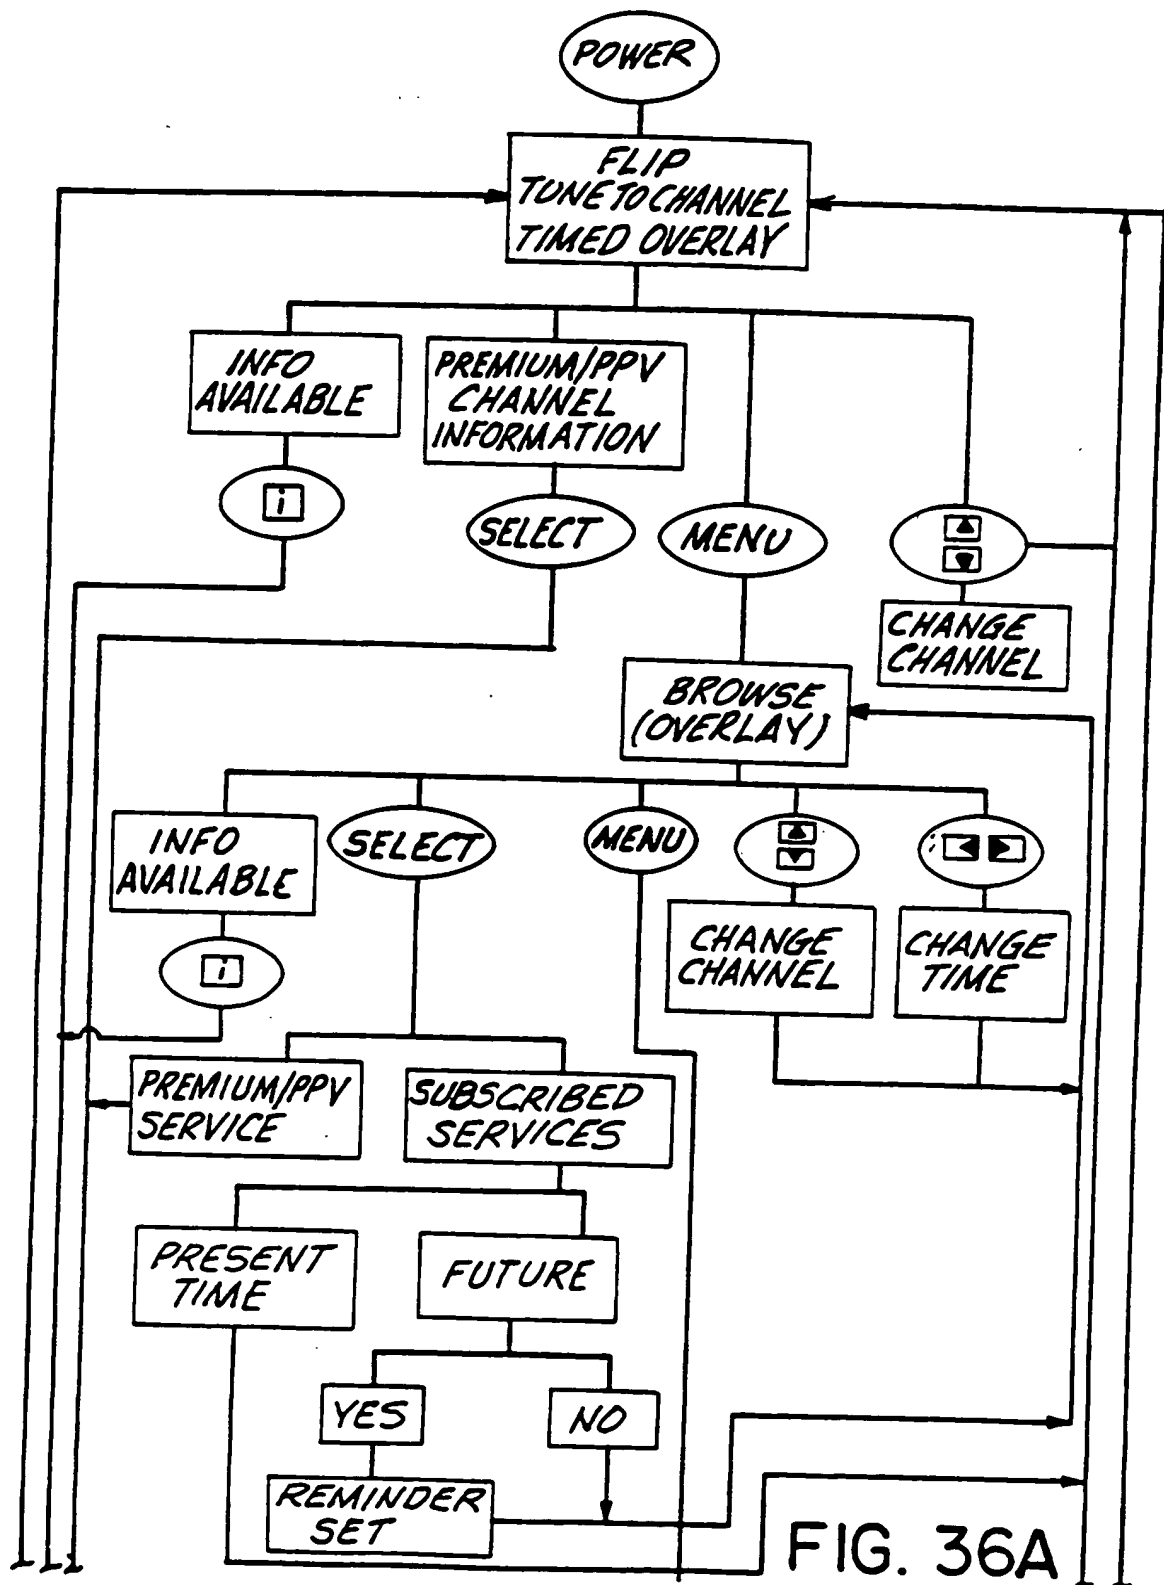 POWER
FLIP
TUNE TO CHANNEL
TIMED OVERLAY
INFO
AVAILABLE
PREMIUM/PPV
CHANNEL
INFORMATION
i
SELECT
MENU
CHANGE
CHANNEL
BROWSE
(OVERLAY)
INFO
AVAILABLE
SELECT
MENU
i
CHANGE
CHANNEL
CHANGE
TIME
PREMIUM/PPV
SERVICE
SUBSCRIBED
SERVICES
PRESENT
TIME
FUTURE
YES
NO
REMINDER
SET
FIG. 36A